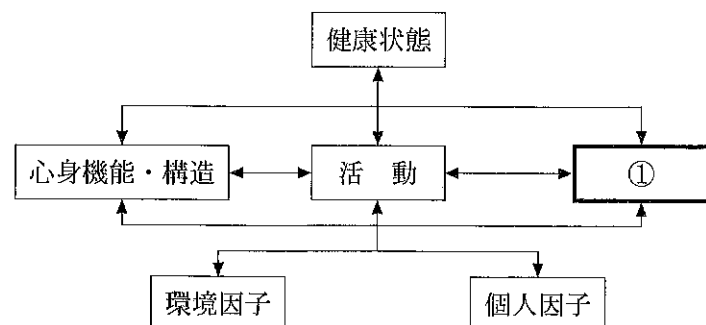 健康状態
心身機能・構造
活 動
①
環境因子
個人因子